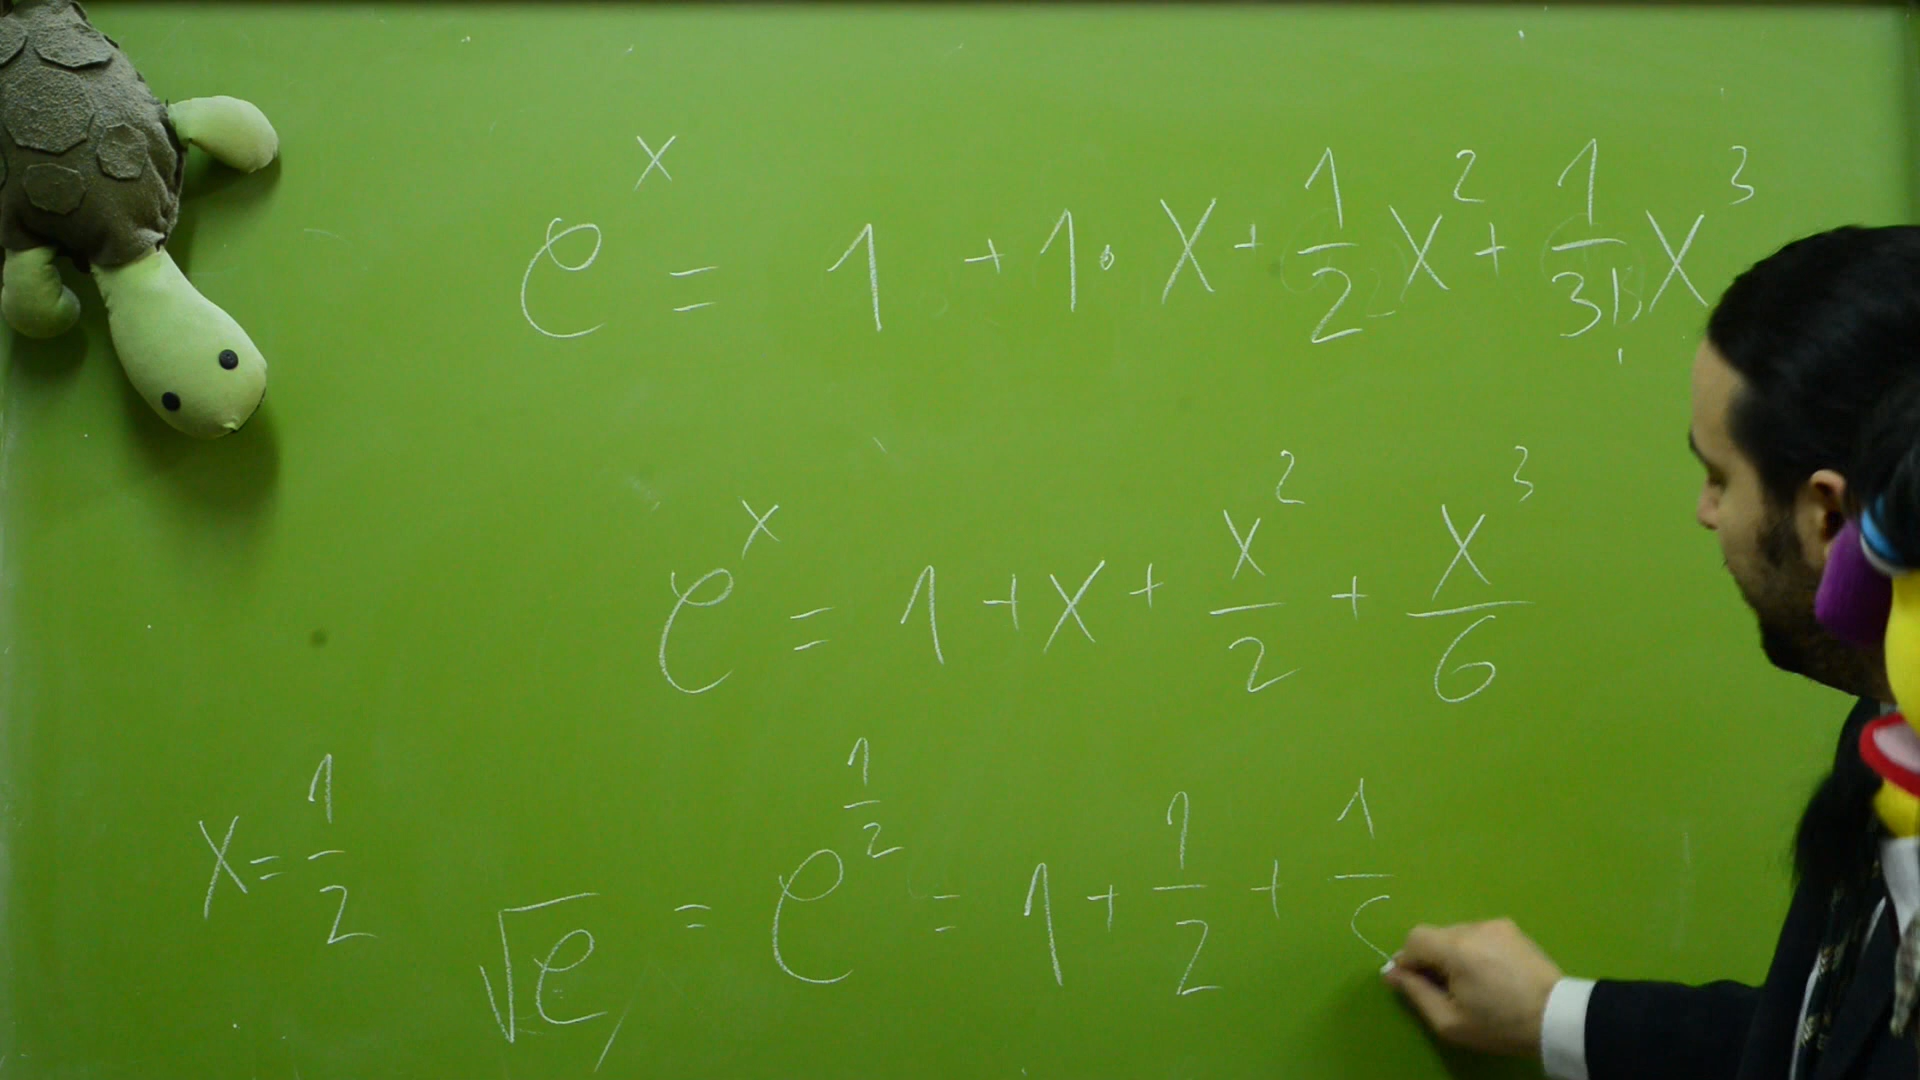 e^x = 1 + 1 · x + 1/2 x^2 + 1/3! x^3
e^x = 1 + x + x^2/2 + x^3/6
x = 1/2
√e = e^1/2 = 1 + 1/2 + 1/